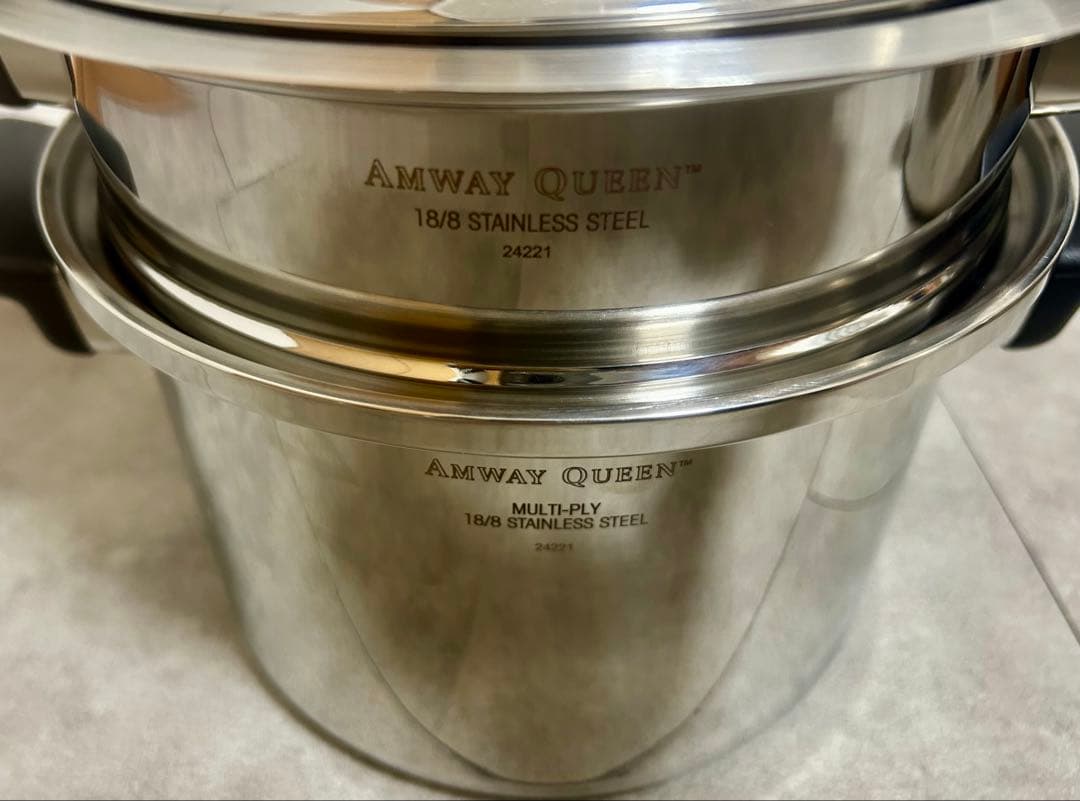 AMWAY QUEEN™
18/8 STAINLESS STEEL
24221
AMWAY QUEEN™
MULTI-PLY
18/8 STAINLESS STEEL
24221